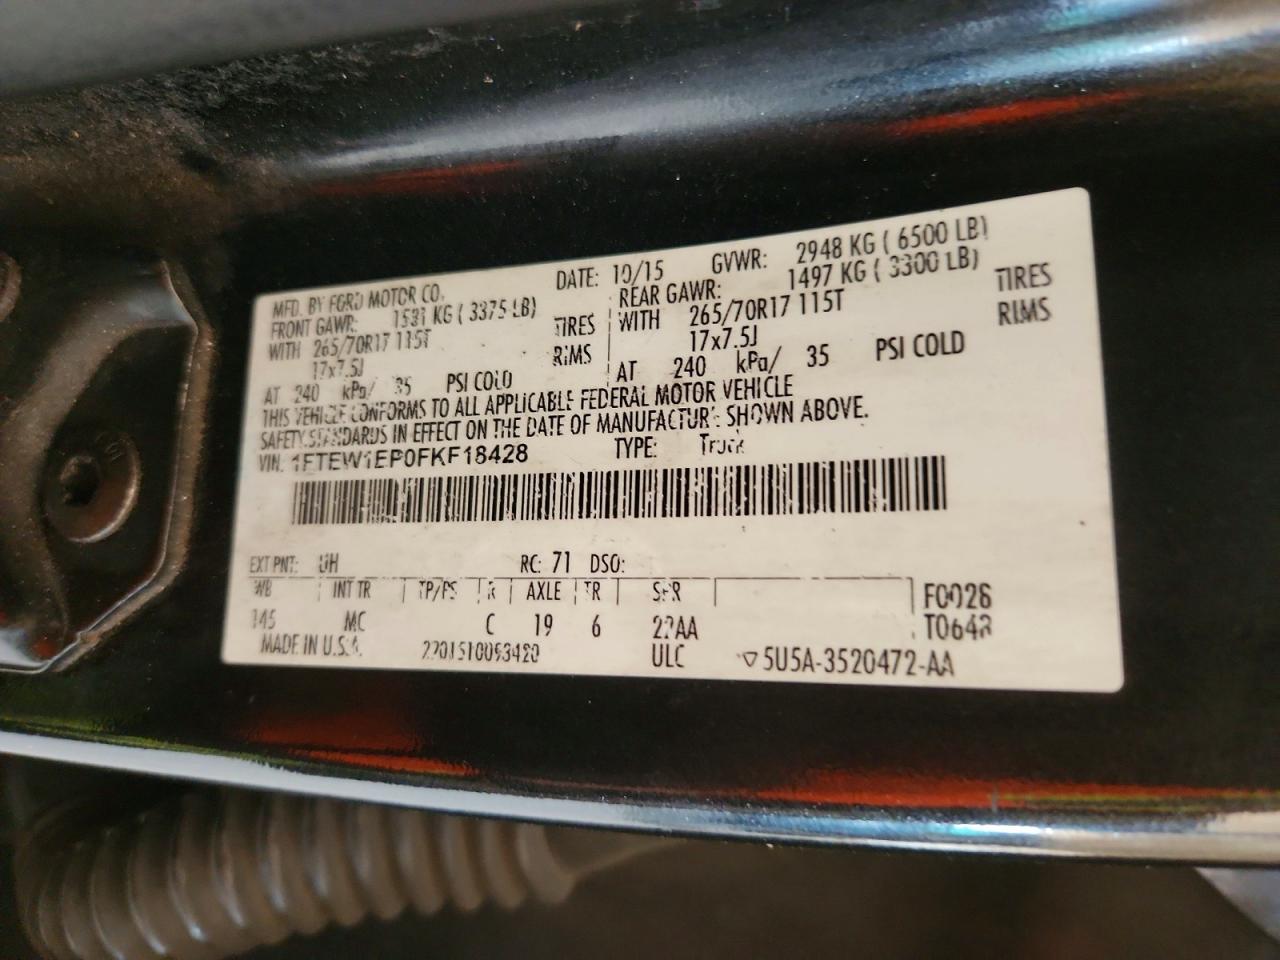 MFD. BY FORD MOTOR CO. DATE: 10/15 GVWR: 2948 KG ( 6500 LB)
FRONT GAWR: 1531 KG ( 3375 LB) REAR GAWR: 1497 KG ( 3300 LB)
WITH 265/70R17 115T TIRES WITH 265/70R17 115T TIRES
17x7.5J RIMS 17x7.5J RIMS
AT 240 kPa/ 35 PSI COLD AT 240 kPa/ 35 PSI COLD
THIS VEHICLE CONFORMS TO ALL APPLICABLE FEDERAL MOTOR VEHICLE
SAFETY STANDARDS IN EFFECT ON THE DATE OF MANUFACTURE SHOWN ABOVE.
VIN: 1FTEW1EP0FKF18428 TYPE: Truck
EXT PNT: UH RC: 71 DSO:
WB INT TR TP/PS R AXLE TR SPR F0026
145 MC C 19 6 22AA
MADE IN U.S.A. ULC ▽5U5A-3520472-AA